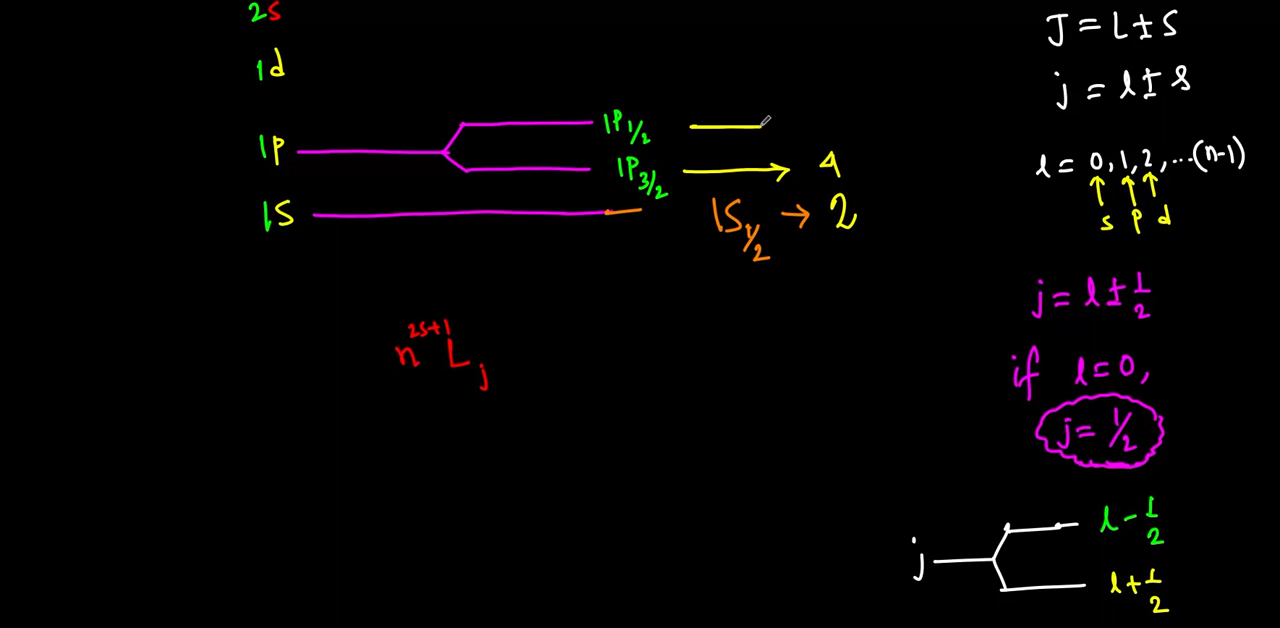 2s
1d
1p
1P1/2
1P3/2 → 4
1S
1S1/2 → 2
n 2s+1 L j
J = L ± S
j = l ± s
l = 0, 1, 2, ...(n-1)
s p d
j = l ± 1/2
if l = 0,
j = 1/2
j
l - 1/2
l + 1/2